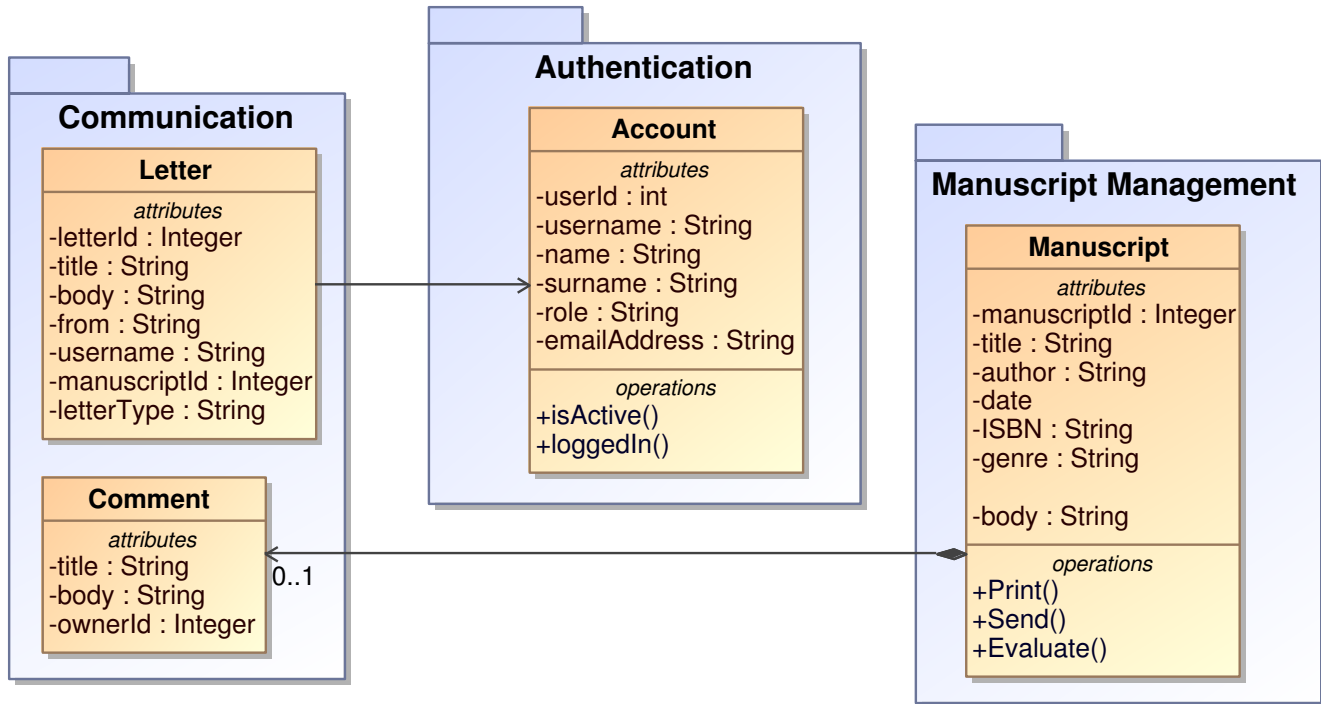 Communication
Letter
attributes
-letterId : Integer
-title : String
-body : String
-from : String
-username : String
-manuscriptId : Integer
-letterType : String
Comment
attributes
-title : String
-body : String
-ownerId : Integer
0..1
Authentication
Account
attributes
-userId : int
-username : String
-name : String
-surname : String
-role : String
-emailAddress : String
operations
+isActive()
+loggedIn()
Manuscript Management
Manuscript
attributes
-manuscriptId : Integer
-title : String
-author : String
-date
-ISBN : String
-genre : String
-body : String
operations
+Print()
+Send()
+Evaluate()